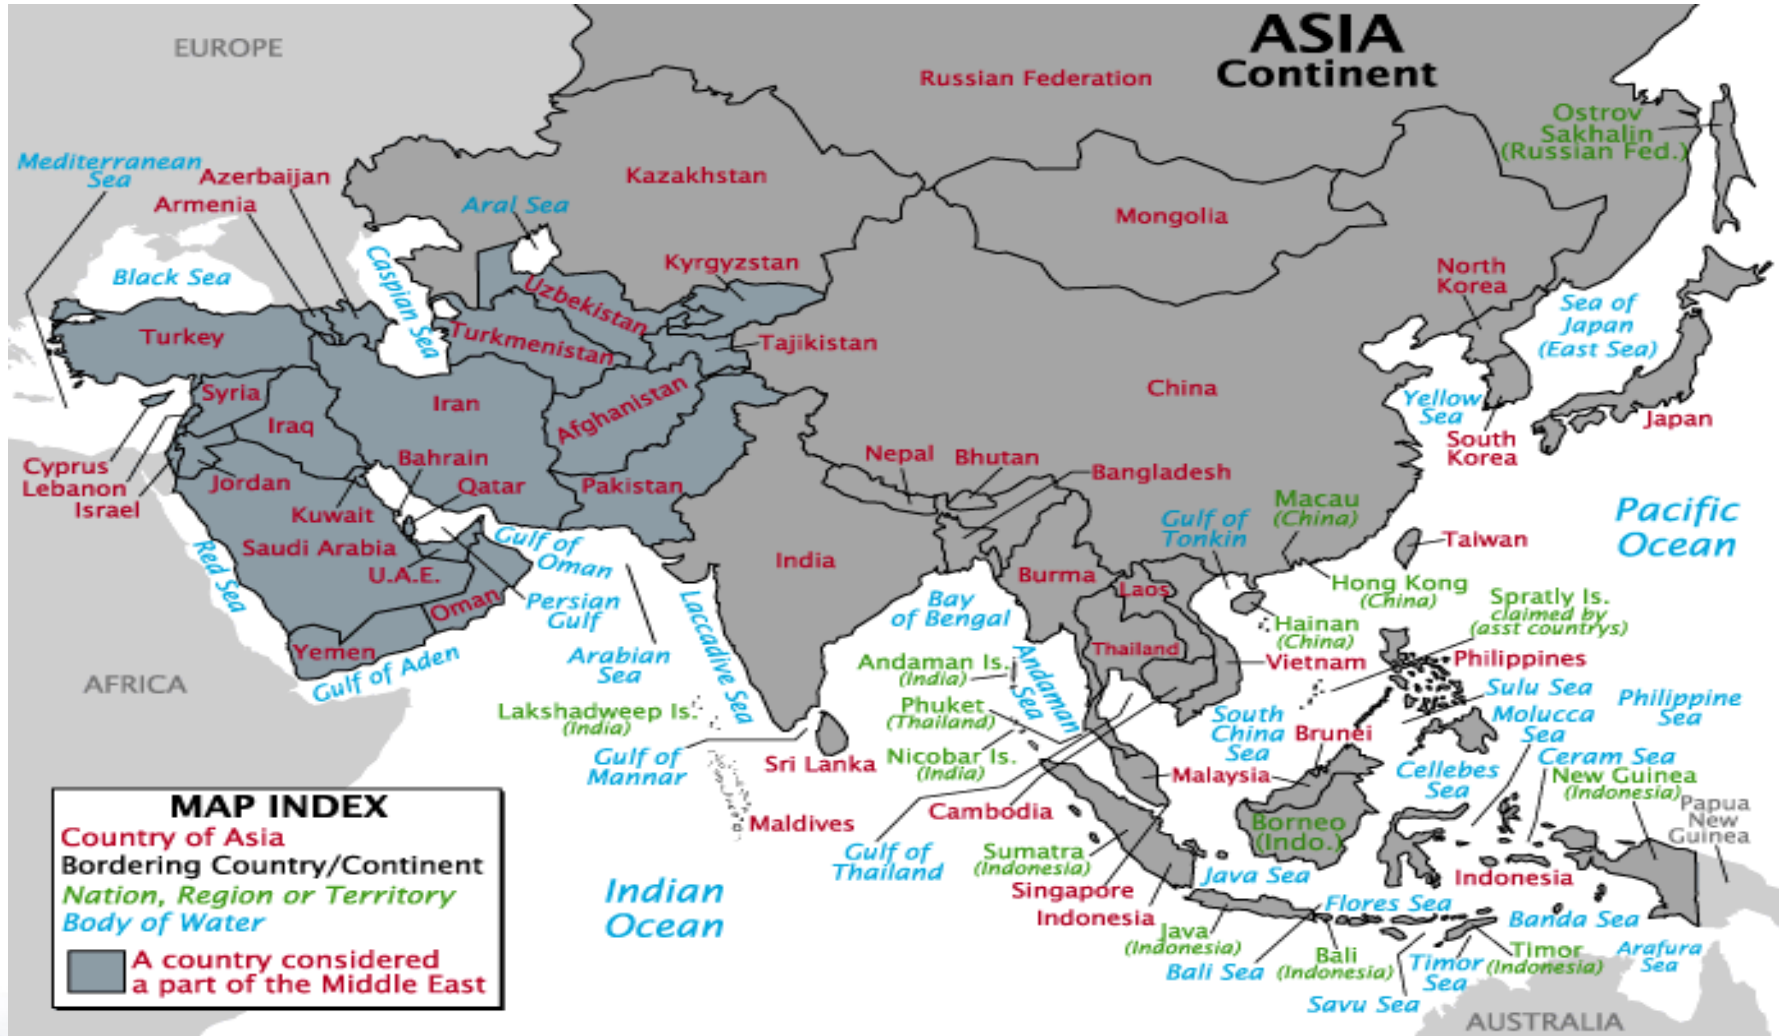 ASIA
Continent
EUROPE
Russian Federation
Ostrov
Sakhalin
(Russian Fed.)
Mediterranean
Sea
Azerbaijan
Armenia
Kazakhstan
Aral Sea
Mongolia
Black Sea
Caspian Sea
Kyrgyzstan
North
Korea
Sea of
Japan
(East Sea)
Uzbekistan
Turkey
Turkmenistan
Tajikistan
China
Syria
Iran
Afghanistan
Yellow
Sea
Japan
Iraq
South
Korea
Cyprus
Lebanon
Israel
Jordan
Bahrain
Qatar
Pakistan
Nepal
Bhutan
Bangladesh
Kuwait
Macau
(China)
Gulf of
Tonkin
Pacific
Ocean
Saudi Arabia
U.A.E.
Gulf of
Oman
India
Burma
Laos
Taiwan
Hong Kong
(China)
Red Sea
Oman
Persian
Gulf
Laccadive Sea
Bay
of Bengal
Hainan
(China)
Spratly Is.
claimed by
(asst countrys)
Yemen
Gulf of Aden
Arabian
Sea
Thailand
Vietnam
Philippines
AFRICA
Andaman Is.
(India)
Andaman
Sea
Sulu Sea
Philippine
Sea
Lakshadweep Is.
(India)
Phuket
(Thailand)
South
China
Sea
Molucca
Sea
Gulf of
Mannar
Sri Lanka
Nicobar Is.
(India)
Brunei
Malaysia
Cellebes
Sea
Ceram Sea
New Guinea
(Indonesia)
Papua
New
Guinea
Maldives
Cambodia
Borneo
(Indo.)
Gulf of
Thailand
Sumatra
(Indonesia)
Singapore
Indonesia
Java Sea
Indonesia
Indian
Ocean
Flores Sea
Banda Sea
Java
(Indonesia)
Bali Sea
Bali
(Indonesia)
Savu Sea
Timor
Sea
Timor
(Indonesia)
Arafura
Sea
AUSTRALIA
MAP INDEX
Country of Asia
Bordering Country/Continent
Nation, Region or Territory
Body of Water
A country considered
a part of the Middle East